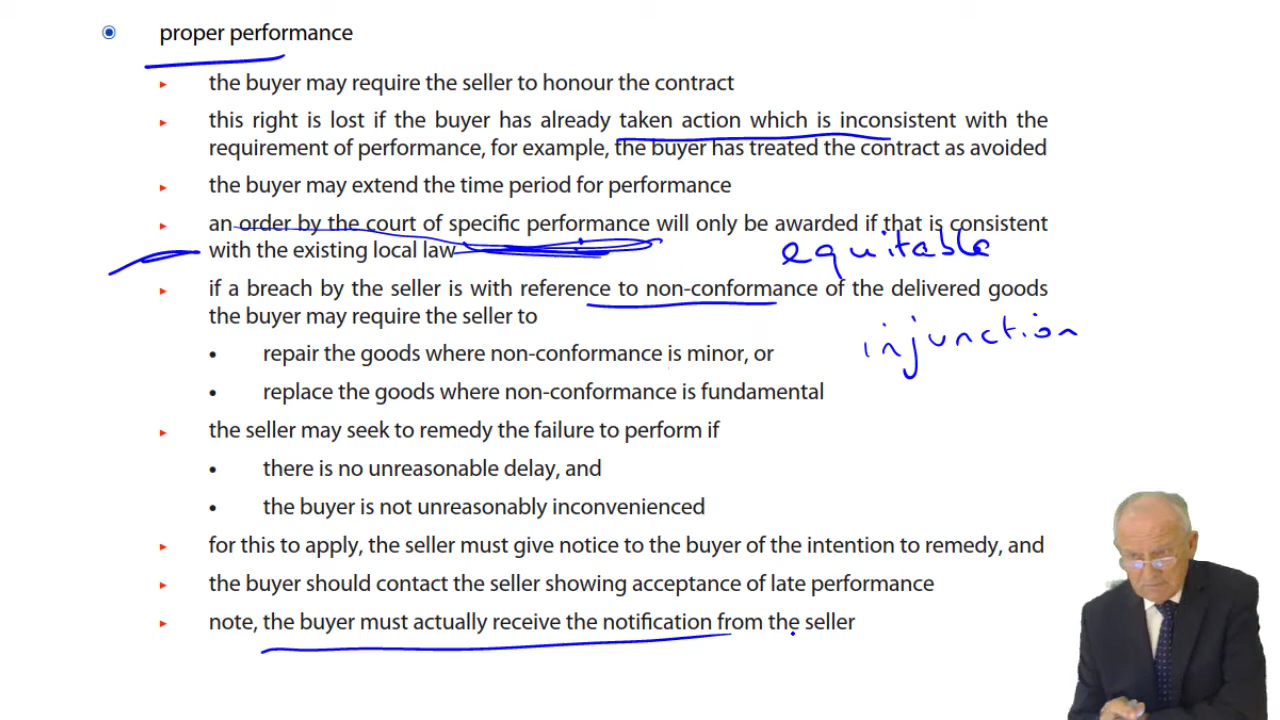 proper performance
the buyer may require the seller to honour the contract
this right is lost if the buyer has already taken action which is inconsistent with the
requirement of performance, for example, the buyer has treated the contract as avoided
the buyer may extend the time period for performance
an order by the court of specific performance will only be awarded if that is consistent
with the existing local law
equitable
if a breach by the seller is with reference to non-conformance of the delivered goods
the buyer may require the seller to
injunction
repair the goods where non-conformance is minor, or
replace the goods where non-conformance is fundamental
the seller may seek to remedy the failure to perform if
there is no unreasonable delay, and
the buyer is not unreasonably inconvenienced
for this to apply, the seller must give notice to the buyer of the intention to remedy, and
the buyer should contact the seller showing acceptance of late performance
note, the buyer must actually receive the notification from the seller